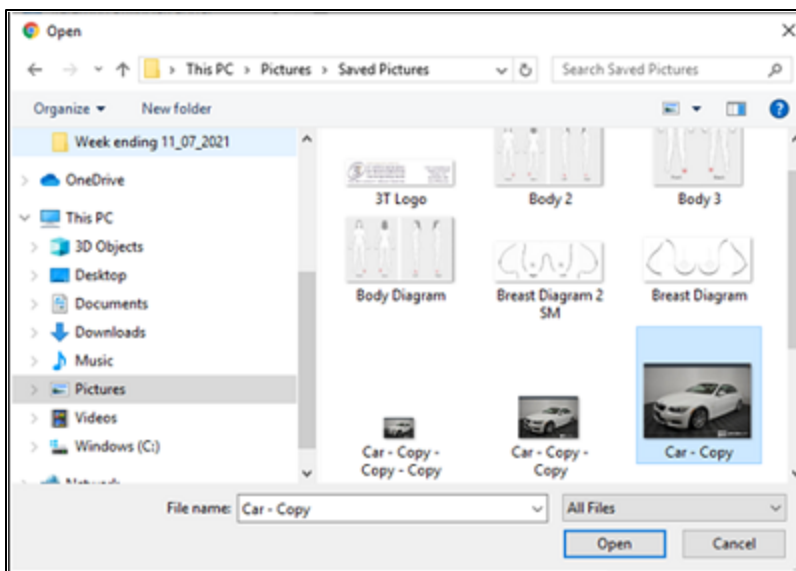 Open
This PC > Pictures > Saved Pictures
Search Saved Pictures
Organize
New folder
Week ending 11_07_2021
OneDrive
This PC
3D Objects
Desktop
Documents
Downloads
Music
Pictures
Videos
Windows (C:)
3T Logo
Body 2
Body 3
Body Diagram
Breast Diagram 2
SM
Breast Diagram
Car - Copy -
Copy - Copy
Car - Copy -
Copy
Car - Copy
File name:
Car - Copy
All Files
Open
Cancel